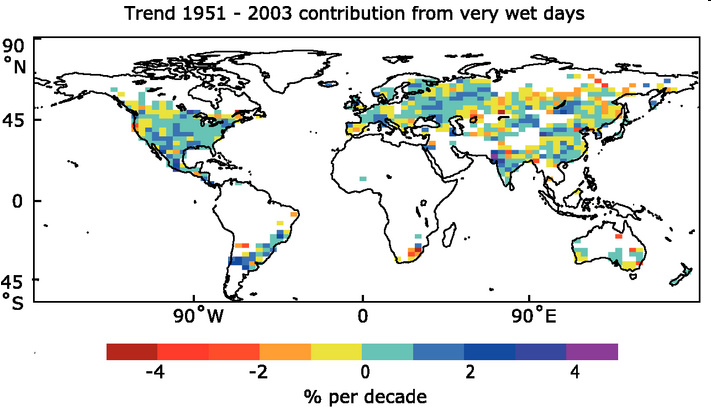 Trend 1951 - 2003 contribution from very wet days
90
°N
45
0
45
°S
90°W 0 90°E
-4 -2 0 2 4
% per decade